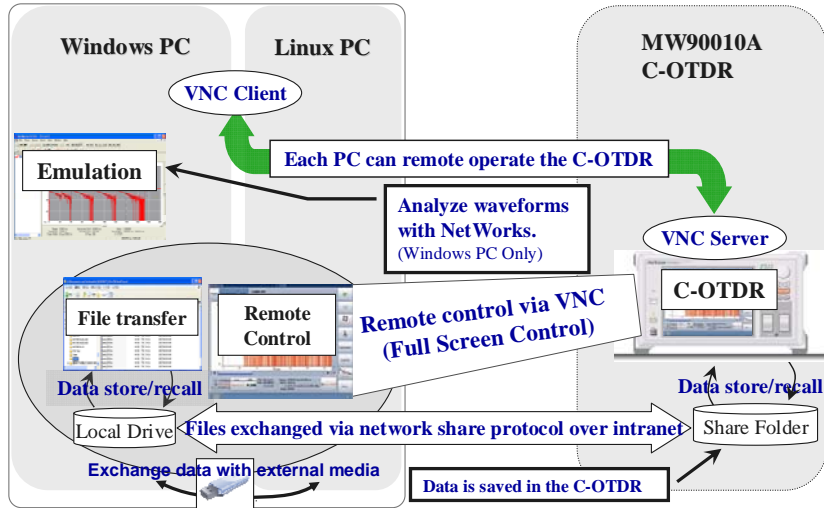 Windows PC
Linux PC
MW90010A
C-OTDR
VNC Client
Each PC can remote operate the C-OTDR
Emulation
Analyze waveforms
with NetWorks.
(Windows PC Only)
VNC Server
C-OTDR
File transfer
Remote
Control
Remote control via VNC
(Full Screen Control)
Data store/recall
Data store/recall
Local Drive
Files exchanged via network share protocol over intranet
Share Folder
Exchange data with external media
Data is saved in the C-OTDR